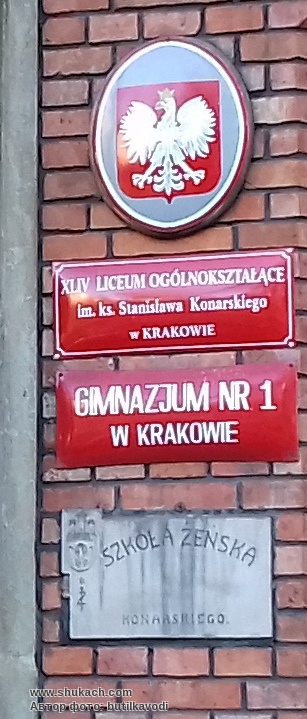 XLIV LICEUM OGÓLNOKSZTAŁĄCE
im. ks. Stanisława Konarskiego
w KRAKOWIE
GIMNAZJUM NR 1
W KRAKOWIE
SZKOŁA ŻEŃSKA
KONARSKIEGO.
www.shukach.com
Автор фото: butilkavodi